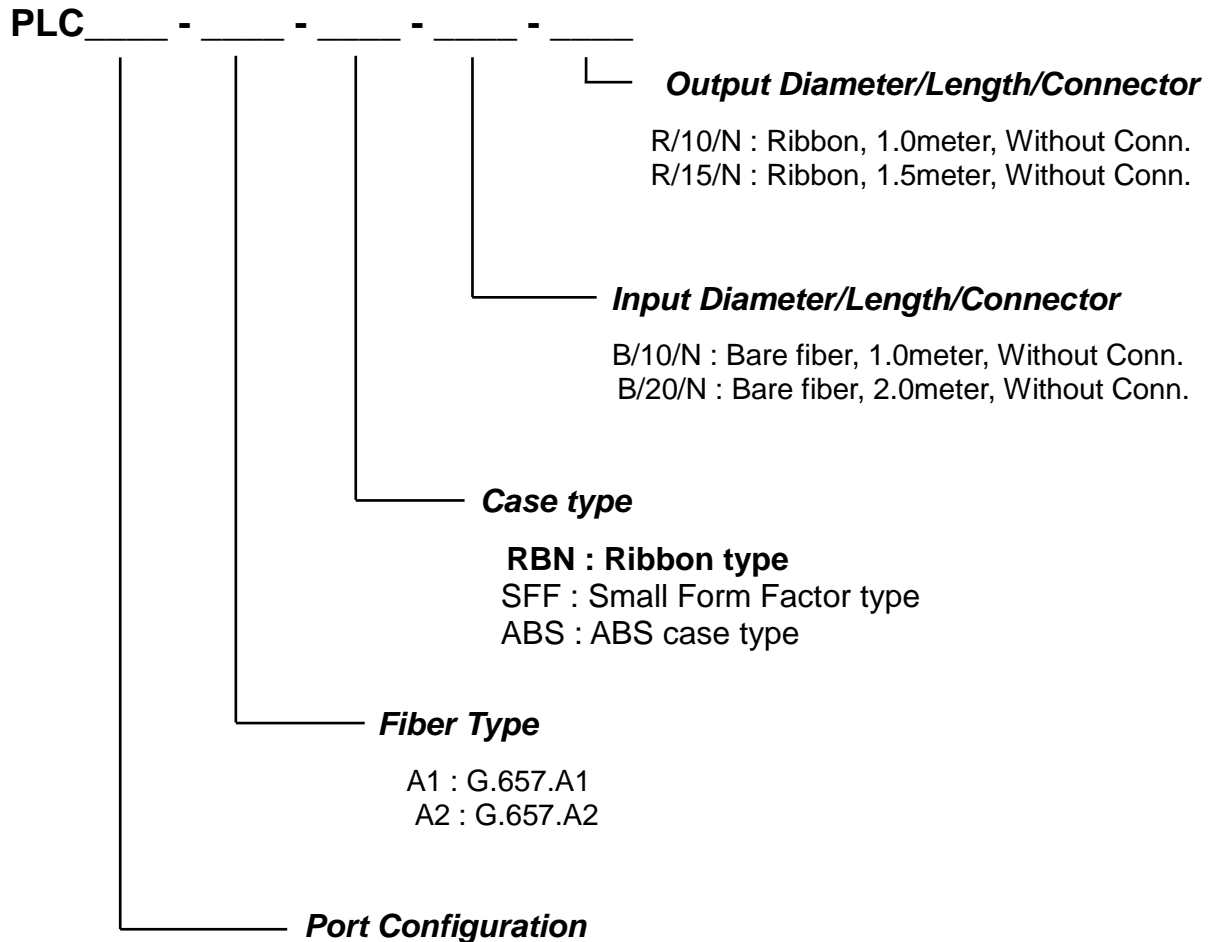 PLC____ - ____ - ____ - ____ - ____
Output Diameter/Length/Connector
R/10/N : Ribbon, 1.0meter, Without Conn.
R/15/N : Ribbon, 1.5meter, Without Conn.
Input Diameter/Length/Connector
B/10/N : Bare fiber, 1.0meter, Without Conn.
B/20/N : Bare fiber, 2.0meter, Without Conn.
Case type
RBN : Ribbon type
SFF : Small Form Factor type
ABS : ABS case type
Fiber Type
A1 : G.657.A1
A2 : G.657.A2
Port Configuration